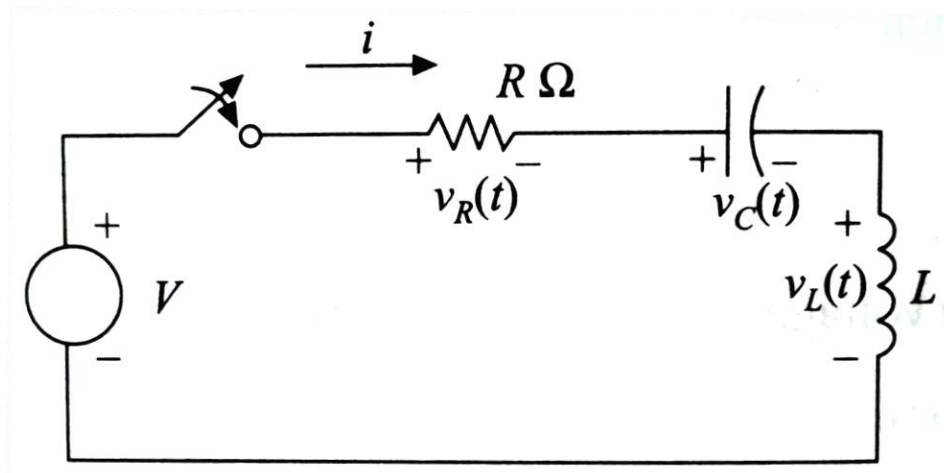 i
R Ω
+ −
v_R(t)
+ −
v_C(t)
+
v_L(t) L
−
+
V
−